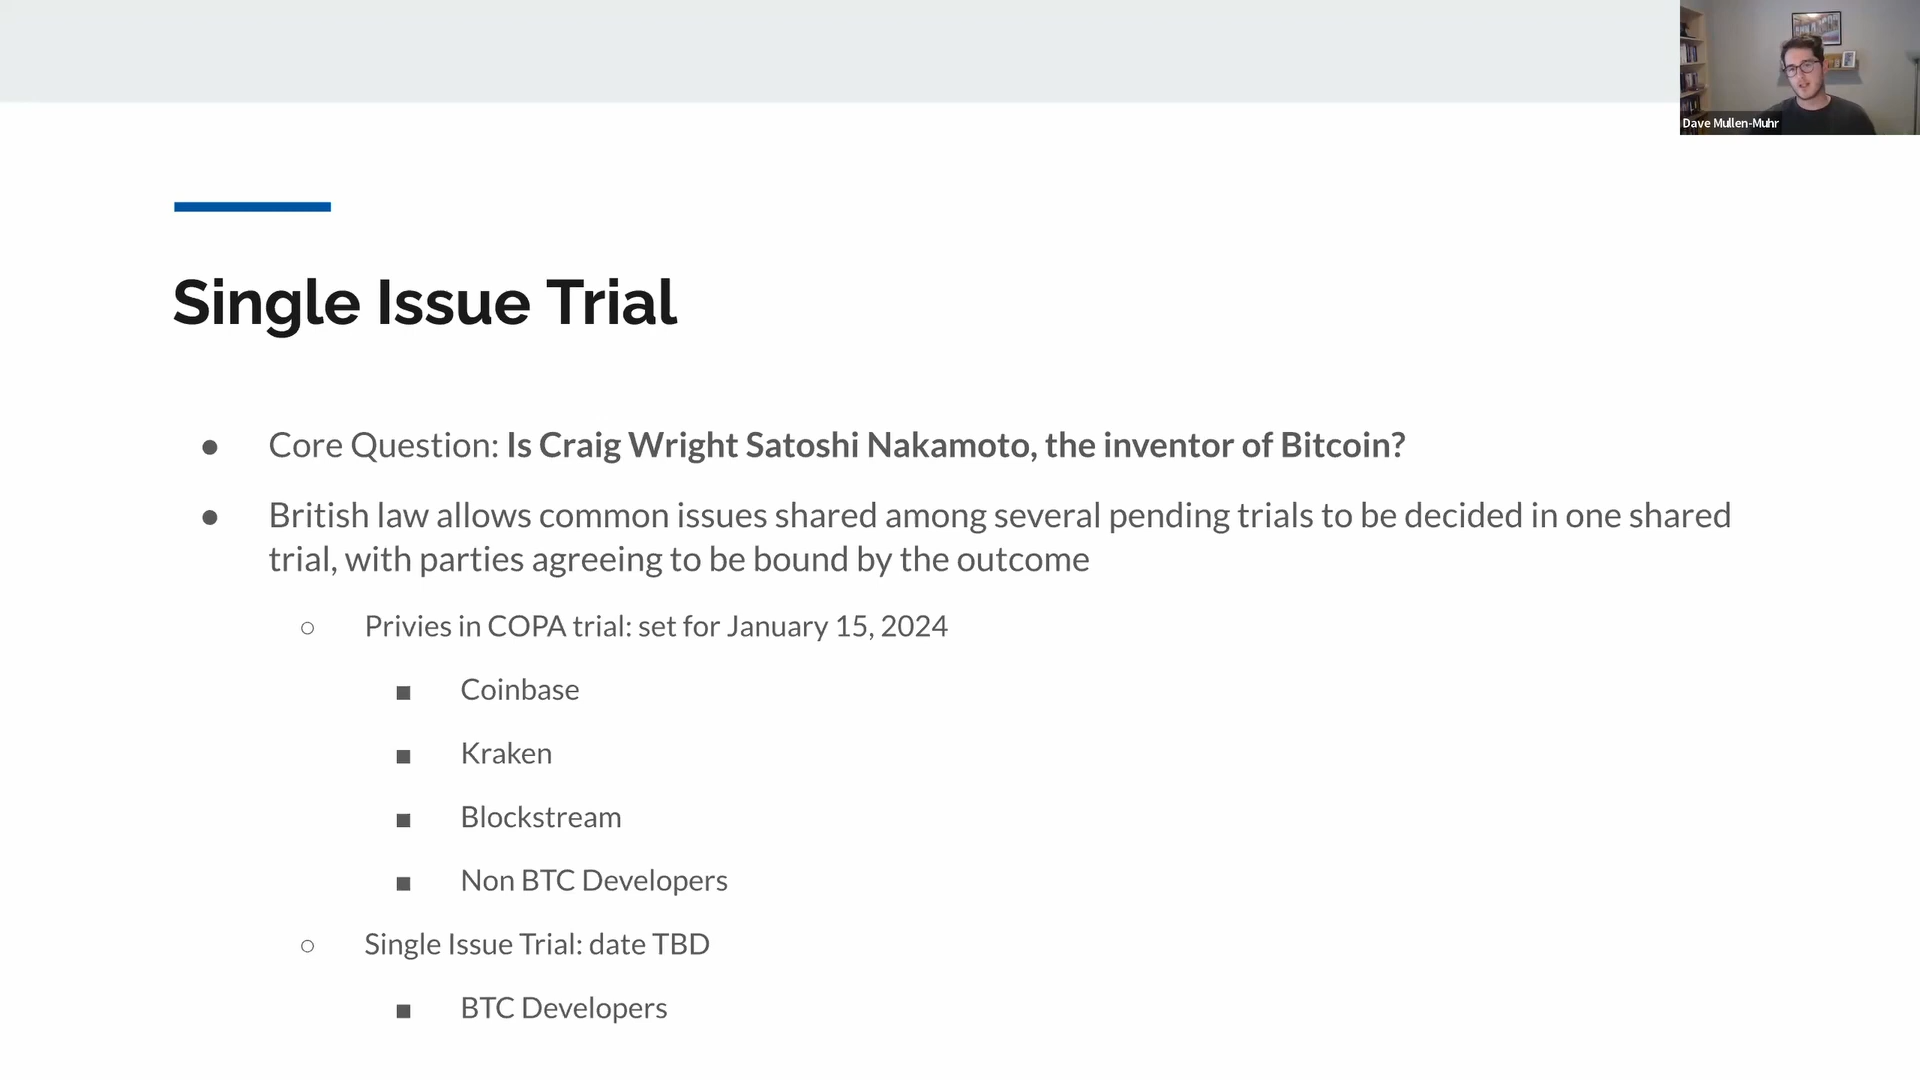 Dave Mullen-Muhr
Single Issue Trial
● Core Question: Is Craig Wright Satoshi Nakamoto, the inventor of Bitcoin?
● British law allows common issues shared among several pending trials to be decided in one shared
trial, with parties agreeing to be bound by the outcome
○ Privies in COPA trial: set for January 15, 2024
■ Coinbase
■ Kraken
■ Blockstream
■ Non BTC Developers
○ Single Issue Trial: date TBD
■ BTC Developers